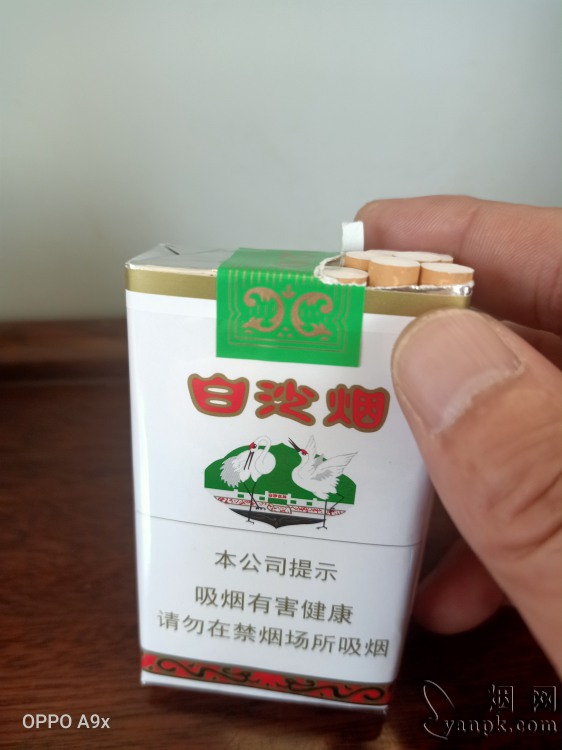 白沙烟
本公司提示
吸烟有害健康
请勿在禁烟场所吸烟
OPPO A9x
烟网
yanpk.com